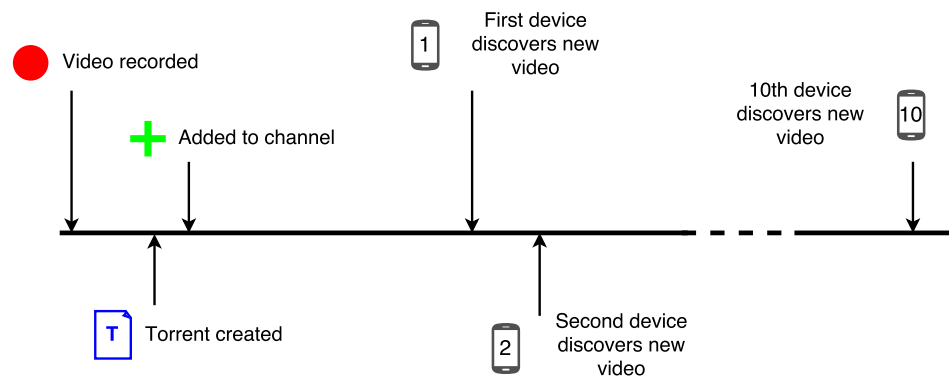 Video recorded
Added to channel
T
Torrent created
1
First device
discovers new
video
2
Second device
discovers new
video
10th device
discovers new
video
10